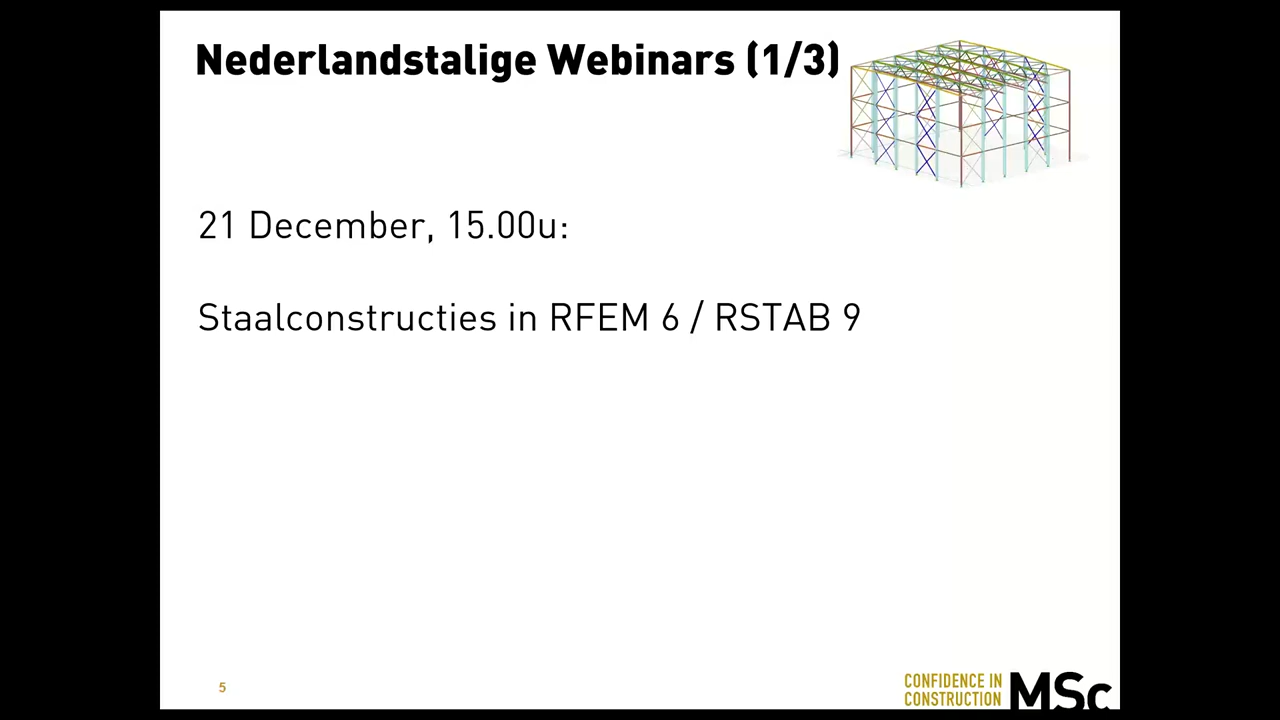 Nederlandstalige Webinars (1/3)
21 December, 15.00u:
Staalconstructies in RFEM 6 / RSTAB 9
5
CONFIDENCE IN
CONSTRUCTION
MSc